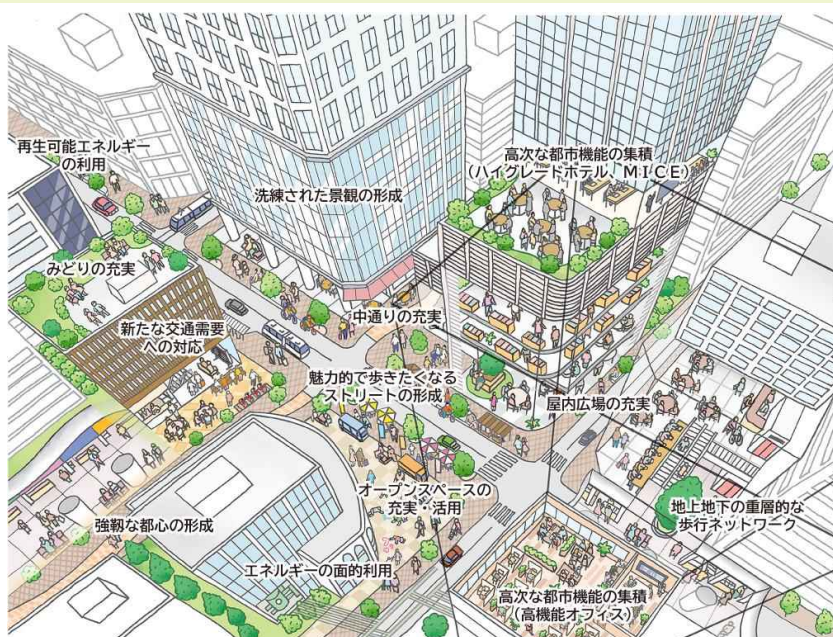 再生可能エネルギー
の利用
高次な都市機能の集積
(ハイグレードホテル、ＭＩＣＥ)
洗練された景観の形成
みどりの充実
新たな交通需要
への対応
中通りの充実
魅力的で歩きたくなる
ストリートの形成
屋内広場の充実
オープンスペースの
充実・活用
地上地下の重層的な
歩行ネットワーク
強靱な都心の形成
エネルギーの面的利用
高次な都市機能の集積
(高機能オフィス)